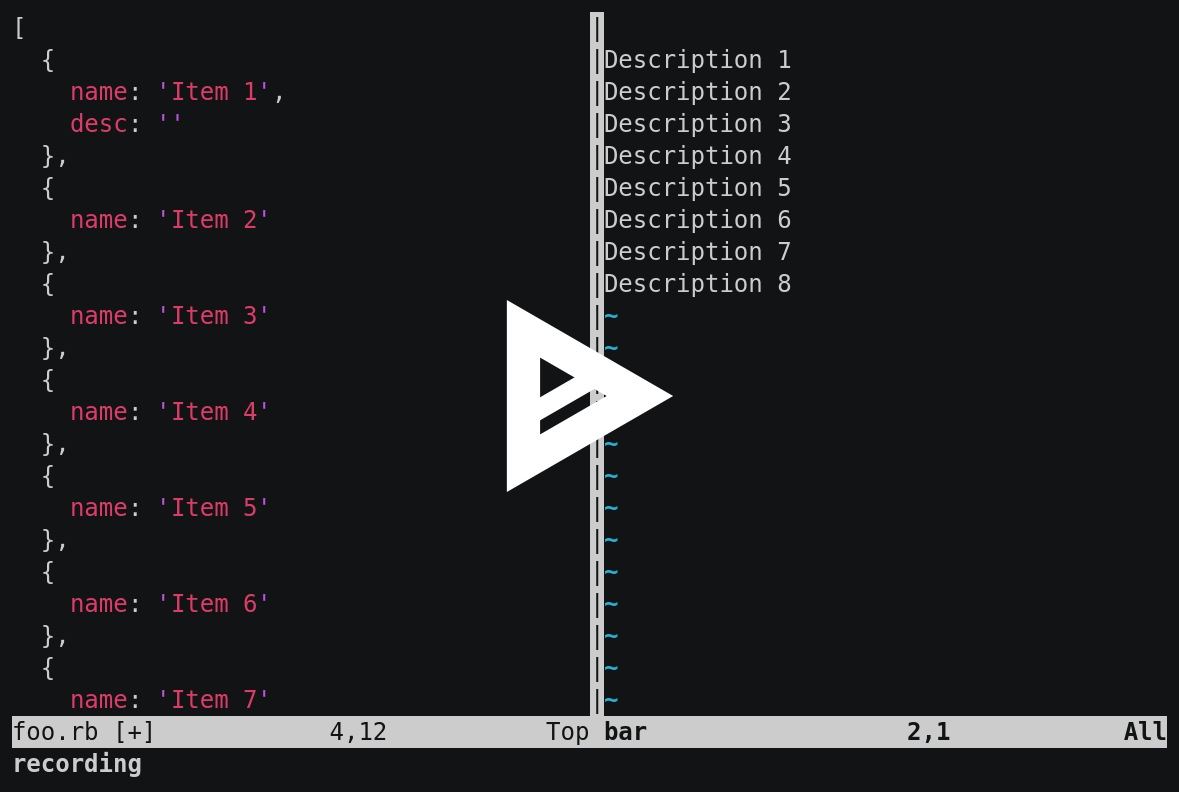 [
  {
    name: 'Item 1',
    desc: ''
  },
  {
    name: 'Item 2'
  },
  {
    name: 'Item 3'
  },
  {
    name: 'Item 4'
  },
  {
    name: 'Item 5'
  },
  {
    name: 'Item 6'
  },
  {
    name: 'Item 7'
foo.rb [+] 4,12 Top
Description 1
Description 2
Description 3
Description 4
Description 5
Description 6
Description 7
Description 8
~
~
~
~
~
~
~
~
~
~
~
bar 2,1 All
recording